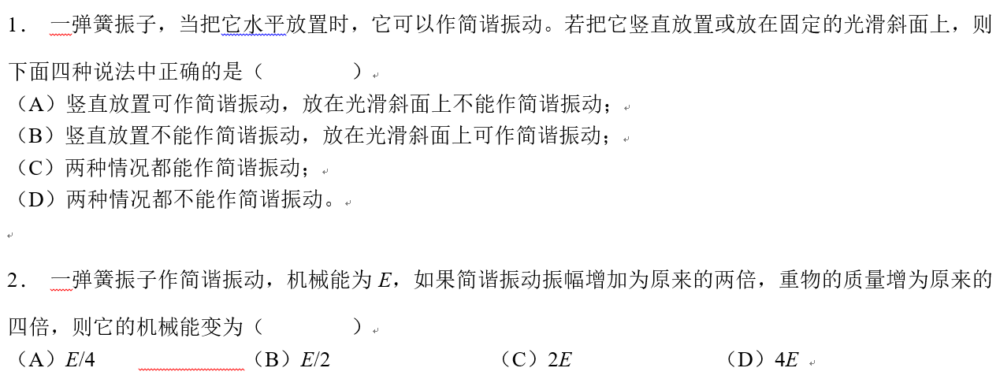 1． 一弹簧振子，当把它水平放置时，它可以作简谐振动。若把它竖直放置或放在固定的光滑斜面上，则
下面四种说法中正确的是（　　　　）
（A）竖直放置可作简谐振动，放在光滑斜面上不能作简谐振动；
（B）竖直放置不能作简谐振动，放在光滑斜面上可作简谐振动；
（C）两种情况都能作简谐振动；
（D）两种情况都不能作简谐振动。
2． 一弹簧振子作简谐振动，机械能为 E，如果简谐振动振幅增加为原来的两倍，重物的质量增为原来的
四倍，则它的机械能变为（　　　　）
（A）E/4 （B）E/2 （C）2E （D）4E